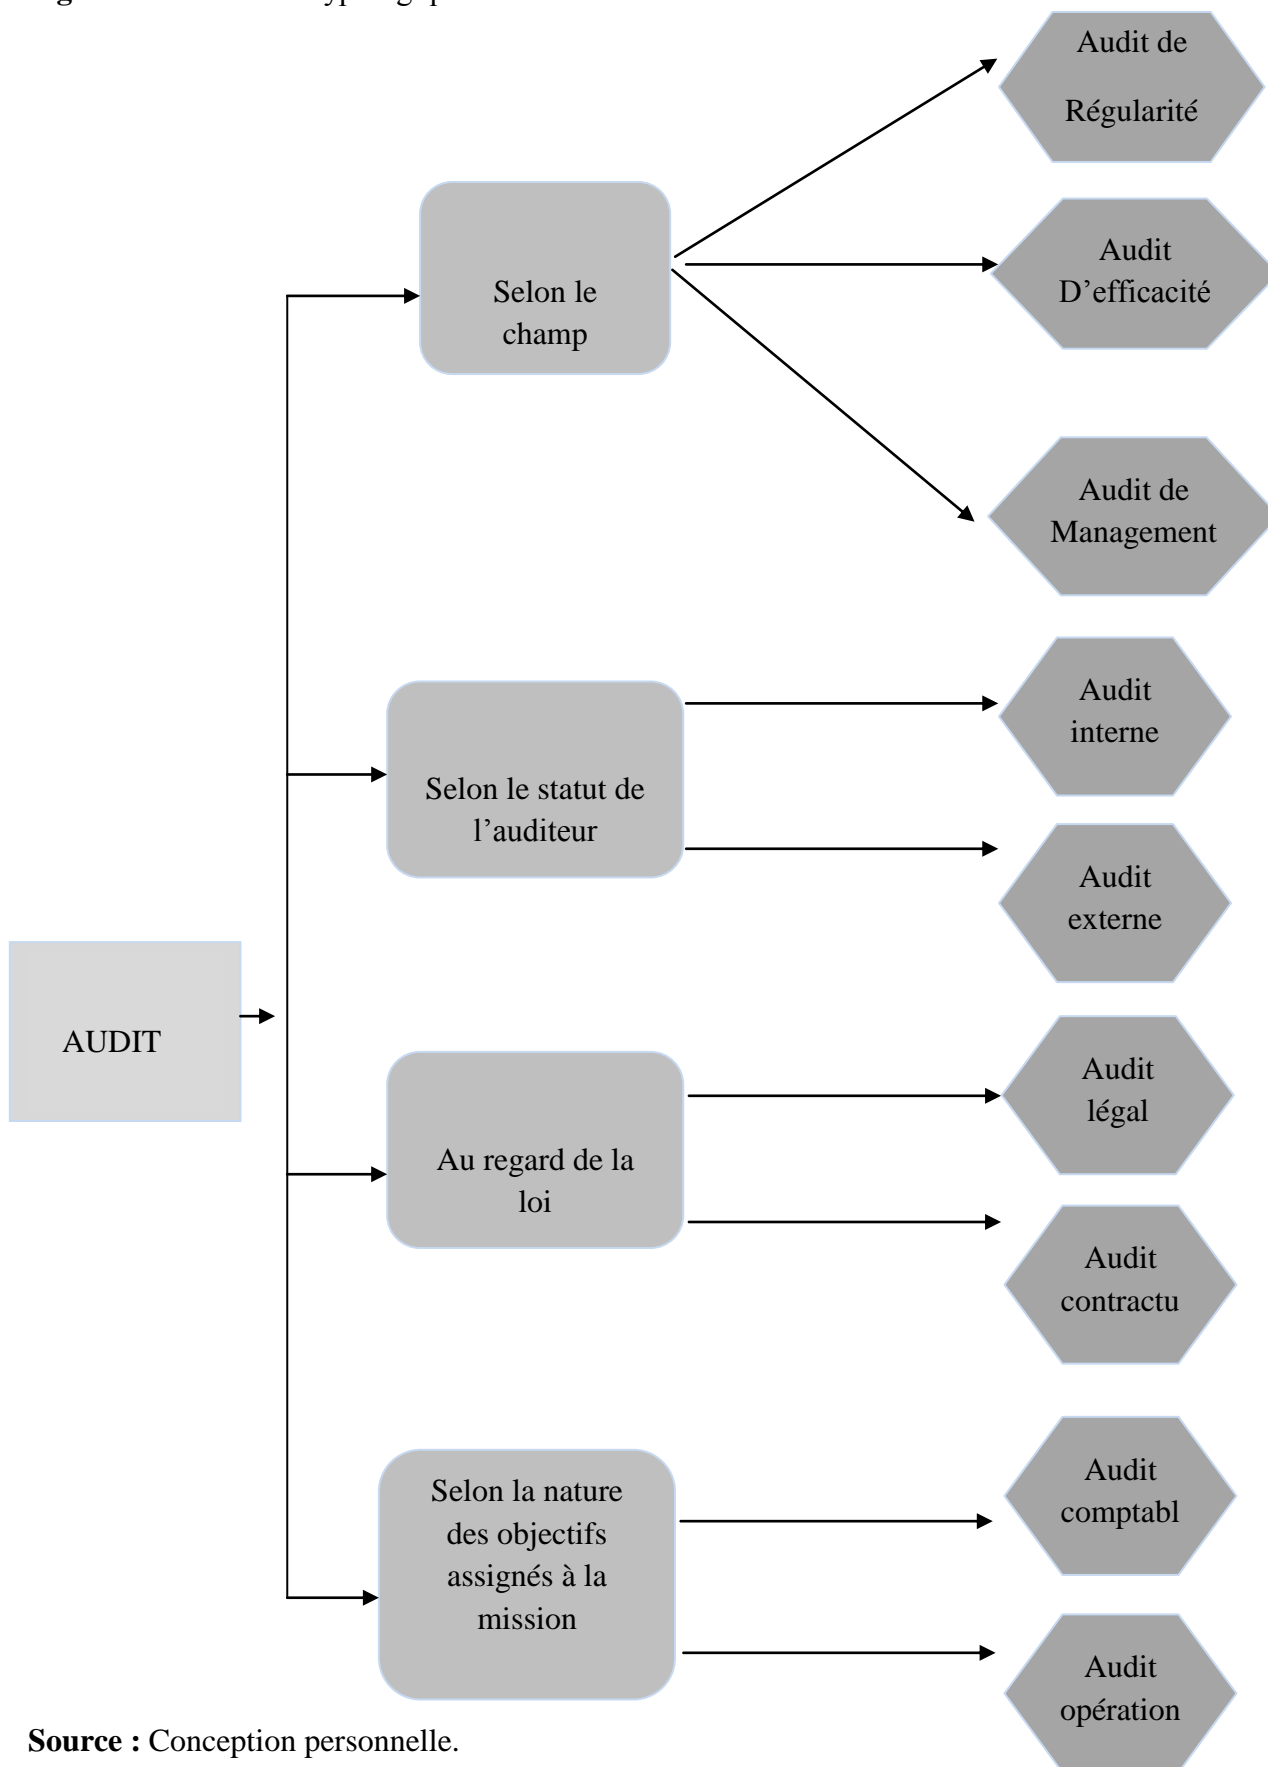 Audit de
Régularité
Audit
D’efficacité
Selon le
champ
Audit de
Management
Audit
interne
Selon le statut de
l’auditeur
Audit
externe
AUDIT
Audit
légal
Au regard de la
loi
Audit
contractu
Audit
comptabl
Selon la nature
des objectifs
assignés à la
mission
Audit
opération
Source : Conception personnelle.